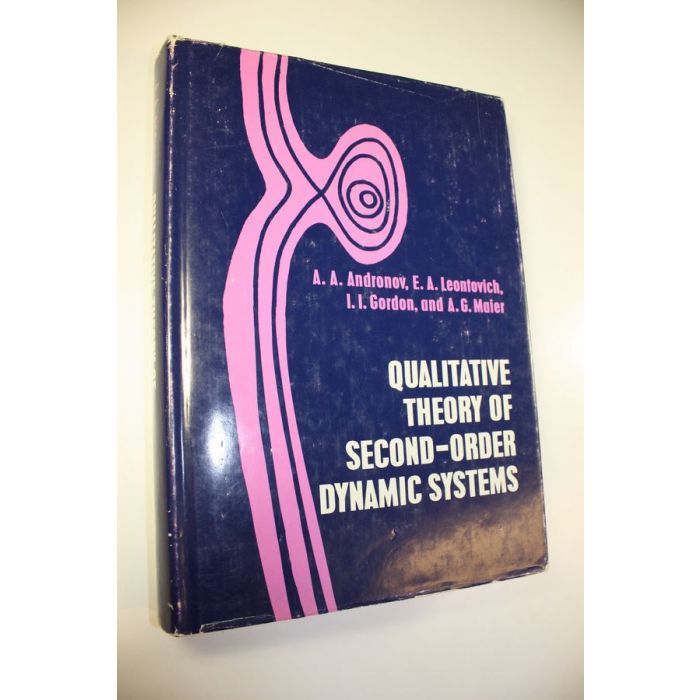 A. A. Andronov, E. A. Leontovich,
I. I. Gordon, and A. G. Maier
QUALITATIVE
THEORY OF
SECOND-ORDER
DYNAMIC SYSTEMS